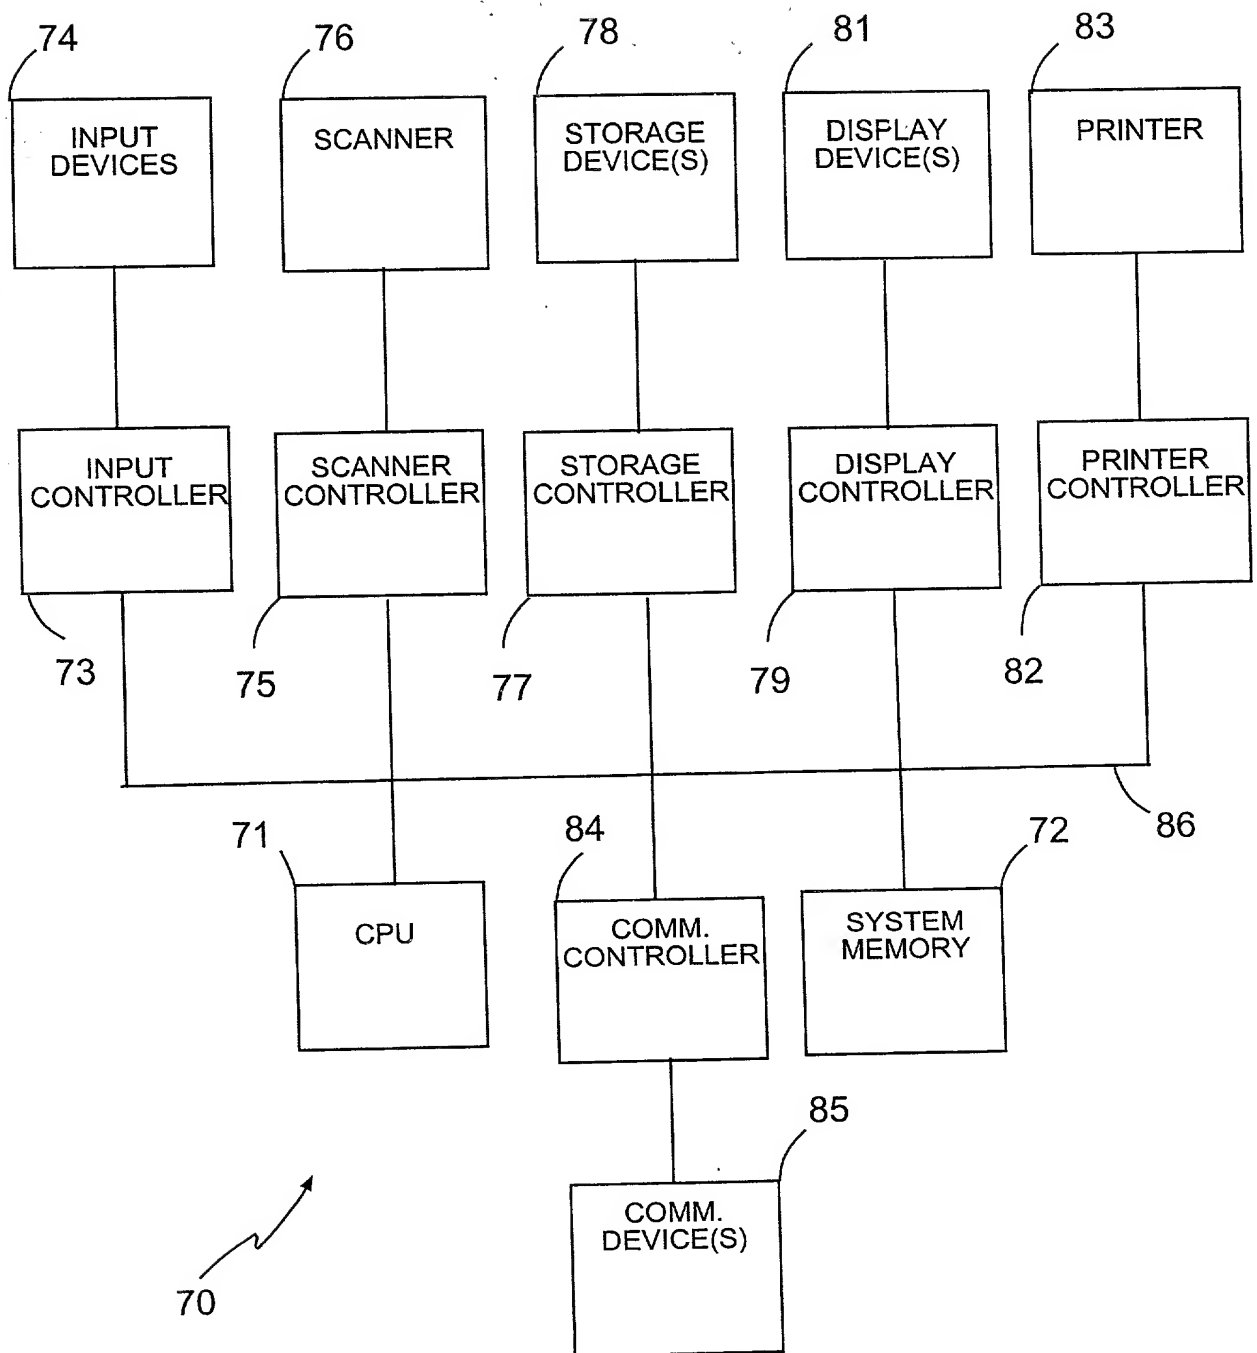 74
76
78
81
83
INPUT
DEVICES
SCANNER
STORAGE
DEVICE(S)
DISPLAY
DEVICE(S)
PRINTER
INPUT
CONTROLLER
SCANNER
CONTROLLER
STORAGE
CONTROLLER
DISPLAY
CONTROLLER
PRINTER
CONTROLLER
73
75
77
79
82
71
84
72
86
CPU
COMM.
CONTROLLER
SYSTEM
MEMORY
85
COMM.
DEVICE(S)
70